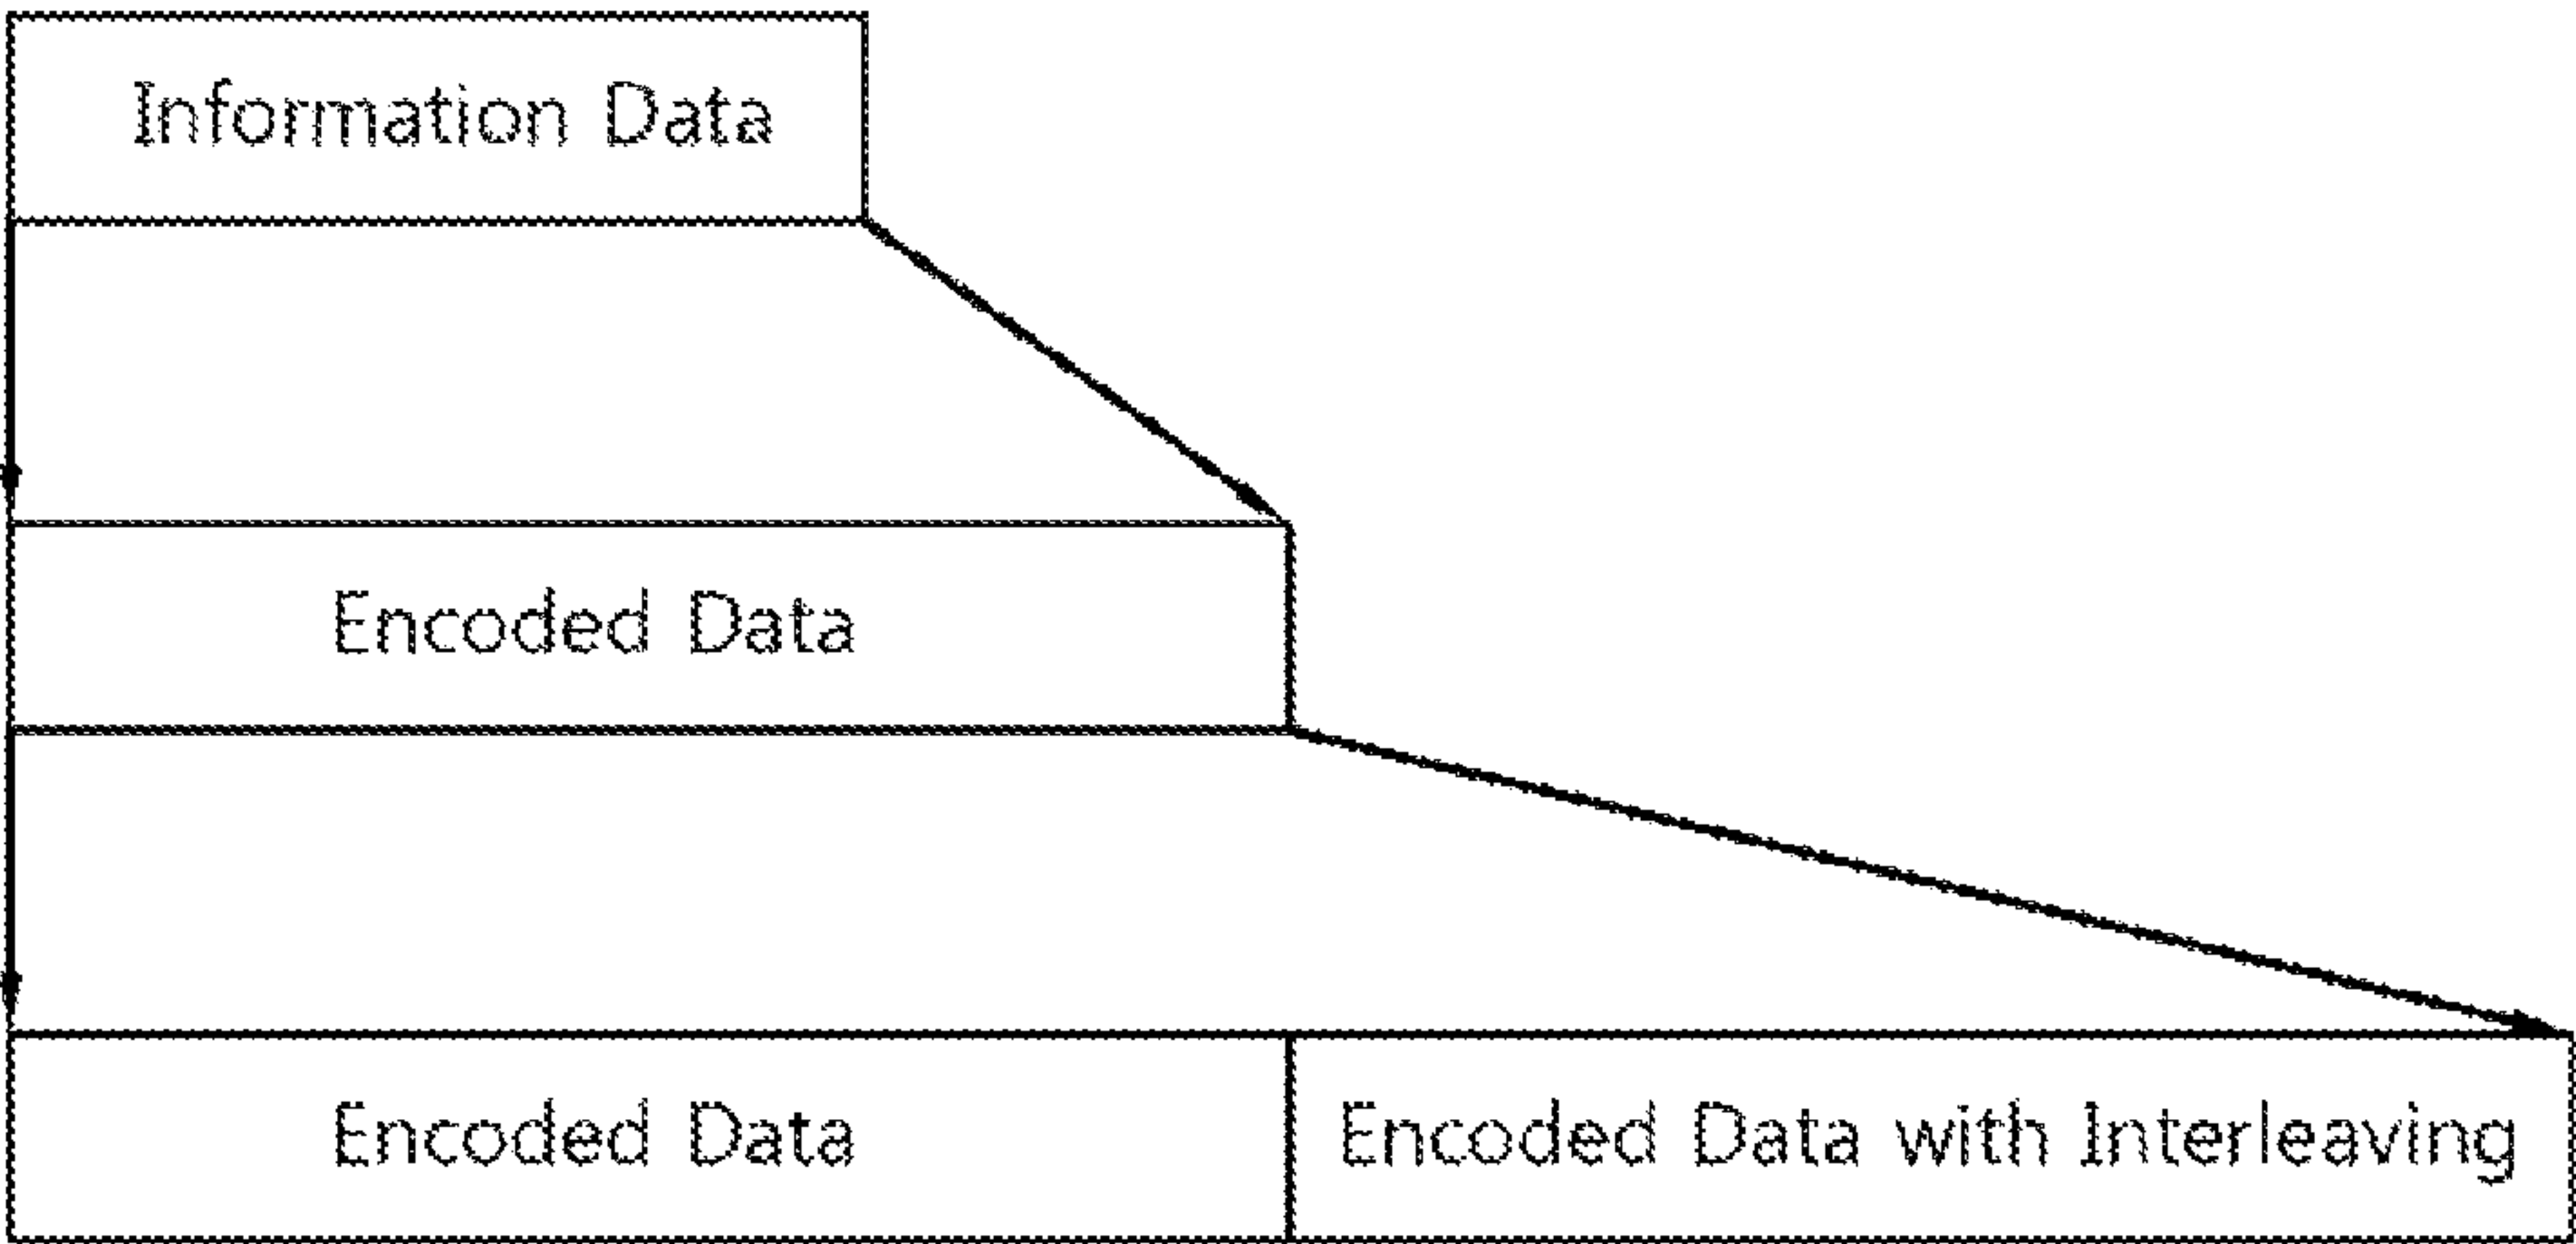 Information Data
Encoded Data
Encoded Data
Encoded Data with Interleaving